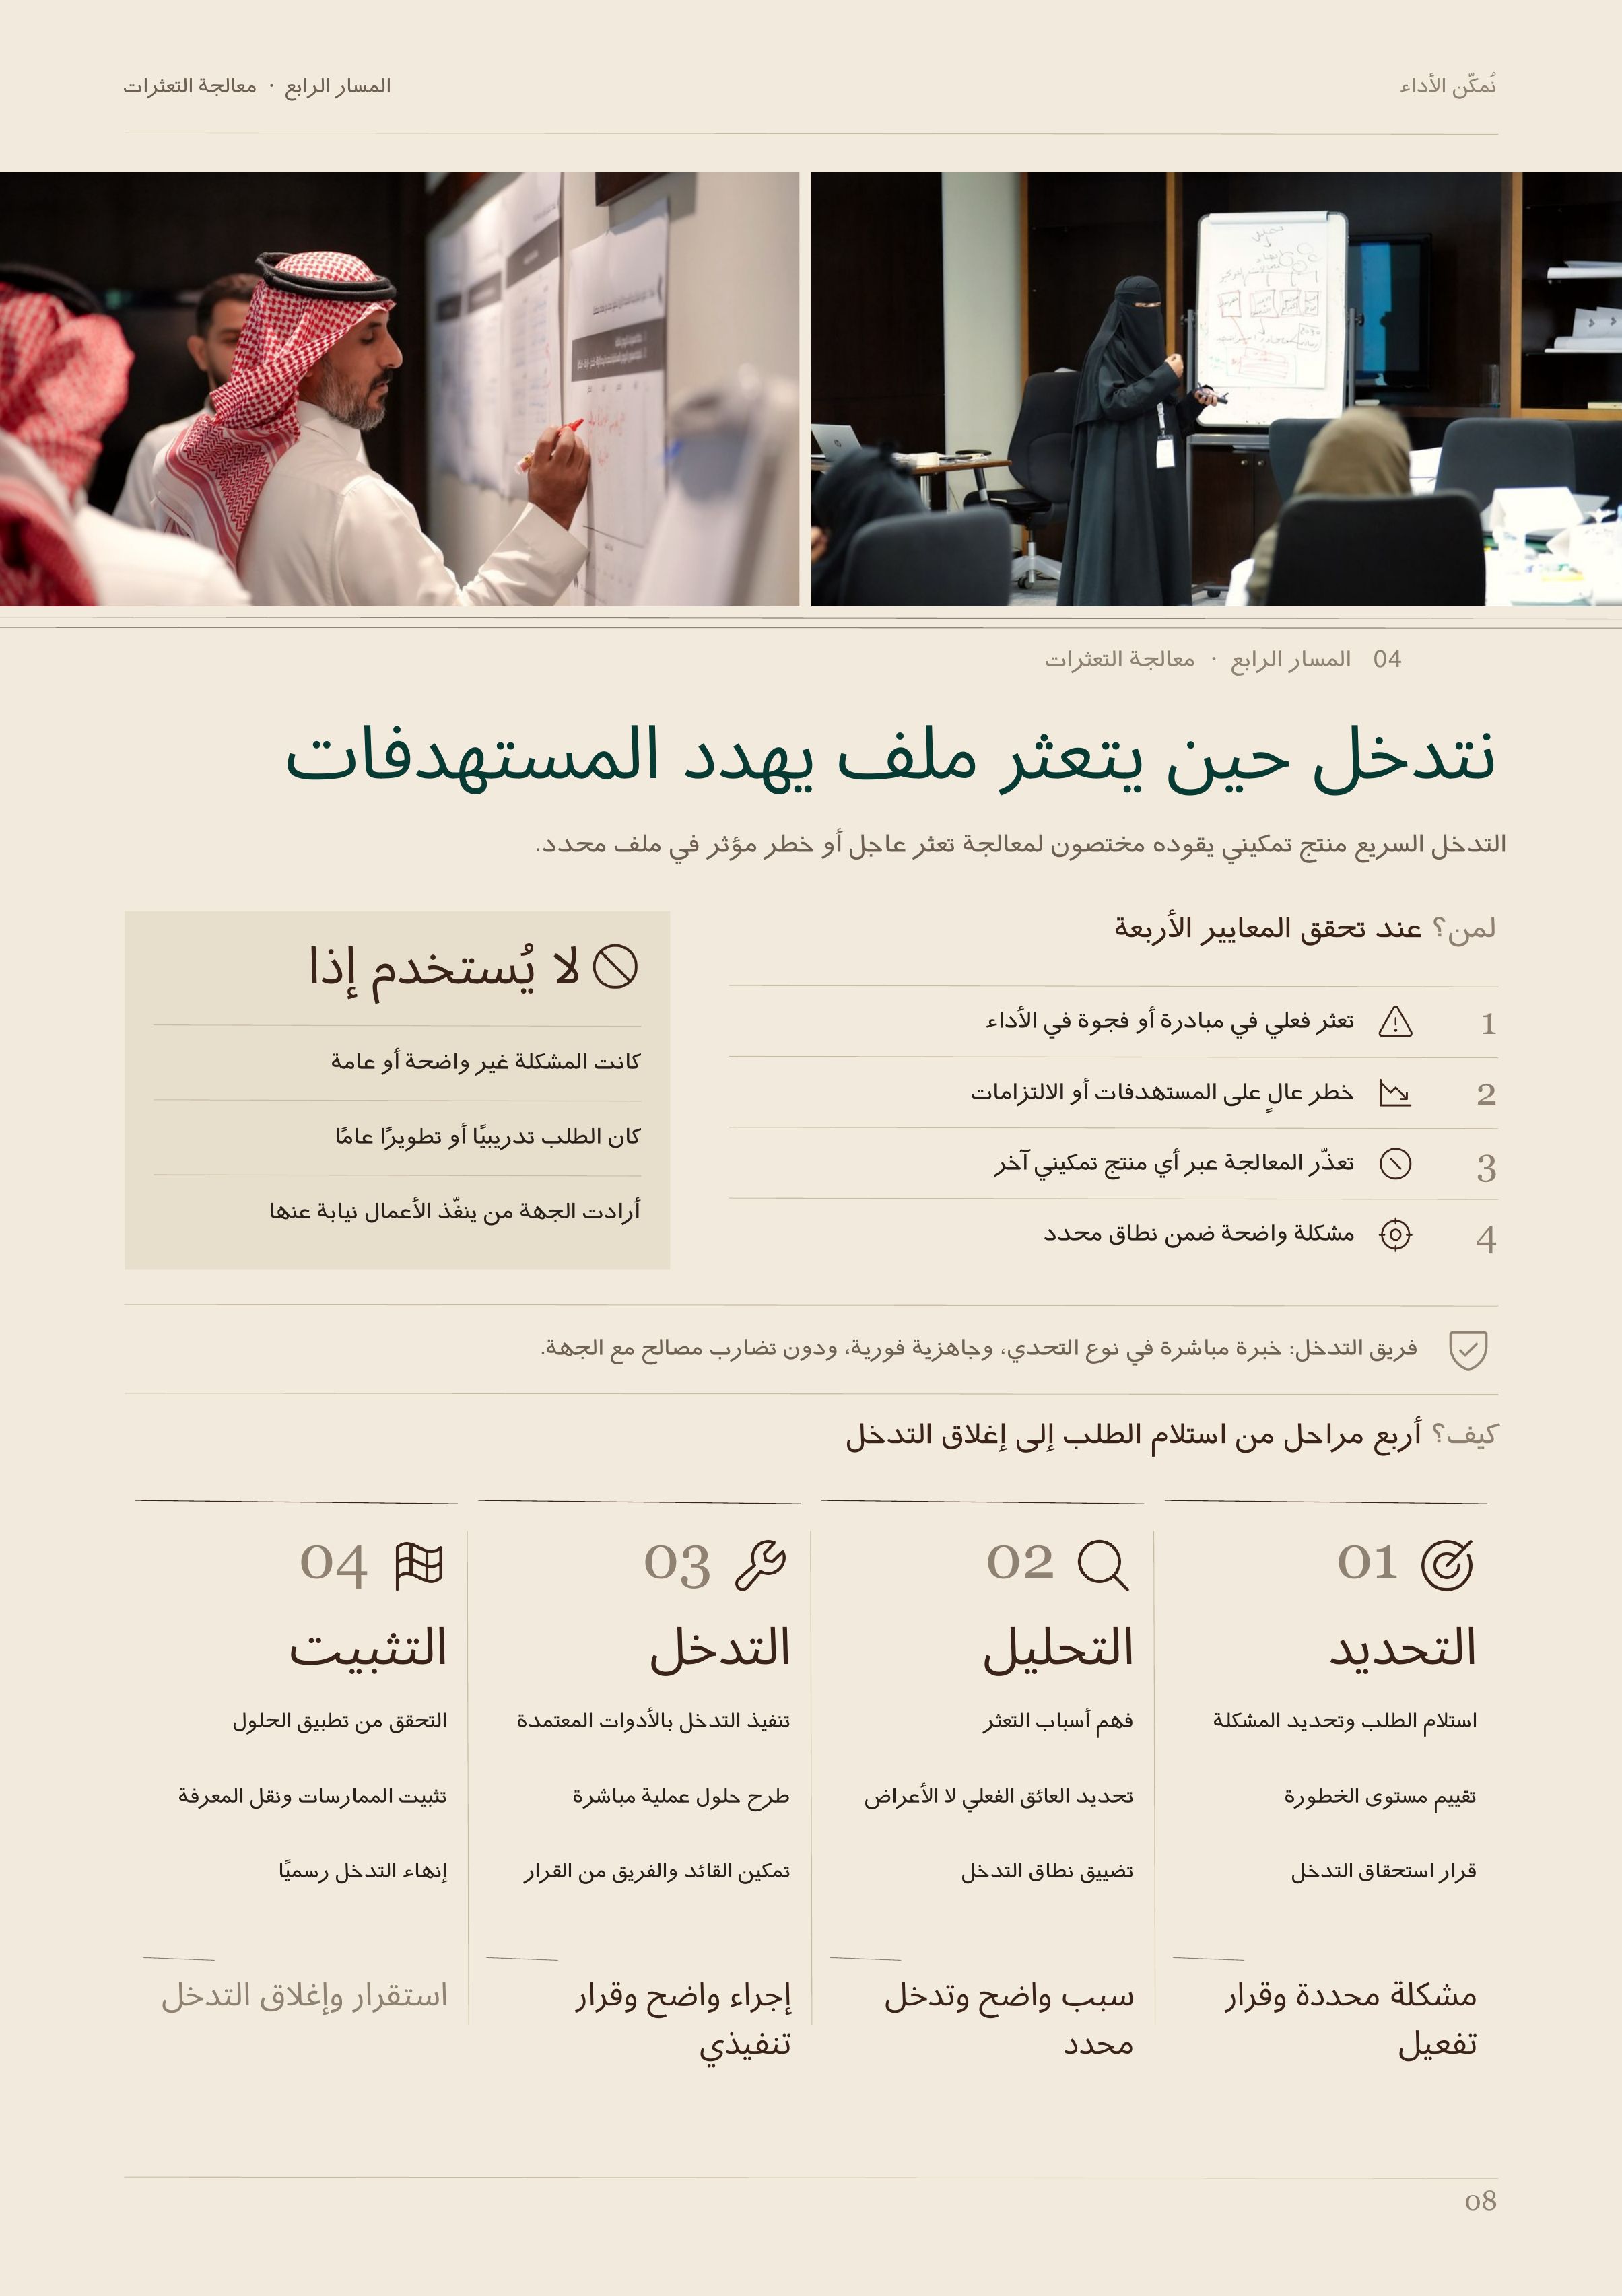 نُمكّن الأداء
المسار الرابع · معالجة التعثرات
04 المسار الرابع · معالجة التعثرات
نتدخل حين يتعثر ملف يهدد المستهدفات
التدخل السريع منتج تمكيني يقوده مختصون لمعالجة تعثر عاجل أو خطر مؤثر في ملف محدد.
لمن؟ عند تحقق المعايير الأربعة
1 تعثر فعلي في مبادرة أو فجوة في الأداء
2 خطر عالٍ على المستهدفات أو الالتزامات
3 تعذّر المعالجة عبر أي منتج تمكيني آخر
4 مشكلة واضحة ضمن نطاق محدد
لا يُستخدم إذا
كانت المشكلة غير واضحة أو عامة
كان الطلب تدريبيًا أو تطويرًا عامًا
أرادت الجهة من ينفّذ الأعمال نيابة عنها
فريق التدخل: خبرة مباشرة في نوع التحدي، وجاهزية فورية، ودون تضارب مصالح مع الجهة.
كيف؟ أربع مراحل من استلام الطلب إلى إغلاق التدخل
01
التحديد
استلام الطلب وتحديد المشكلة
تقييم مستوى الخطورة
قرار استحقاق التدخل
مشكلة محددة وقرار
تفعيل
02
التحليل
فهم أسباب التعثر
تحديد العائق الفعلي لا الأعراض
تضييق نطاق التدخل
سبب واضح وتدخل
محدد
03
التدخل
تنفيذ التدخل بالأدوات المعتمدة
طرح حلول عملية مباشرة
تمكين القائد والفريق من القرار
إجراء واضح وقرار
تنفيذي
04
التثبيت
التحقق من تطبيق الحلول
تثبيت الممارسات ونقل المعرفة
إنهاء التدخل رسميًا
استقرار وإغلاق التدخل
08